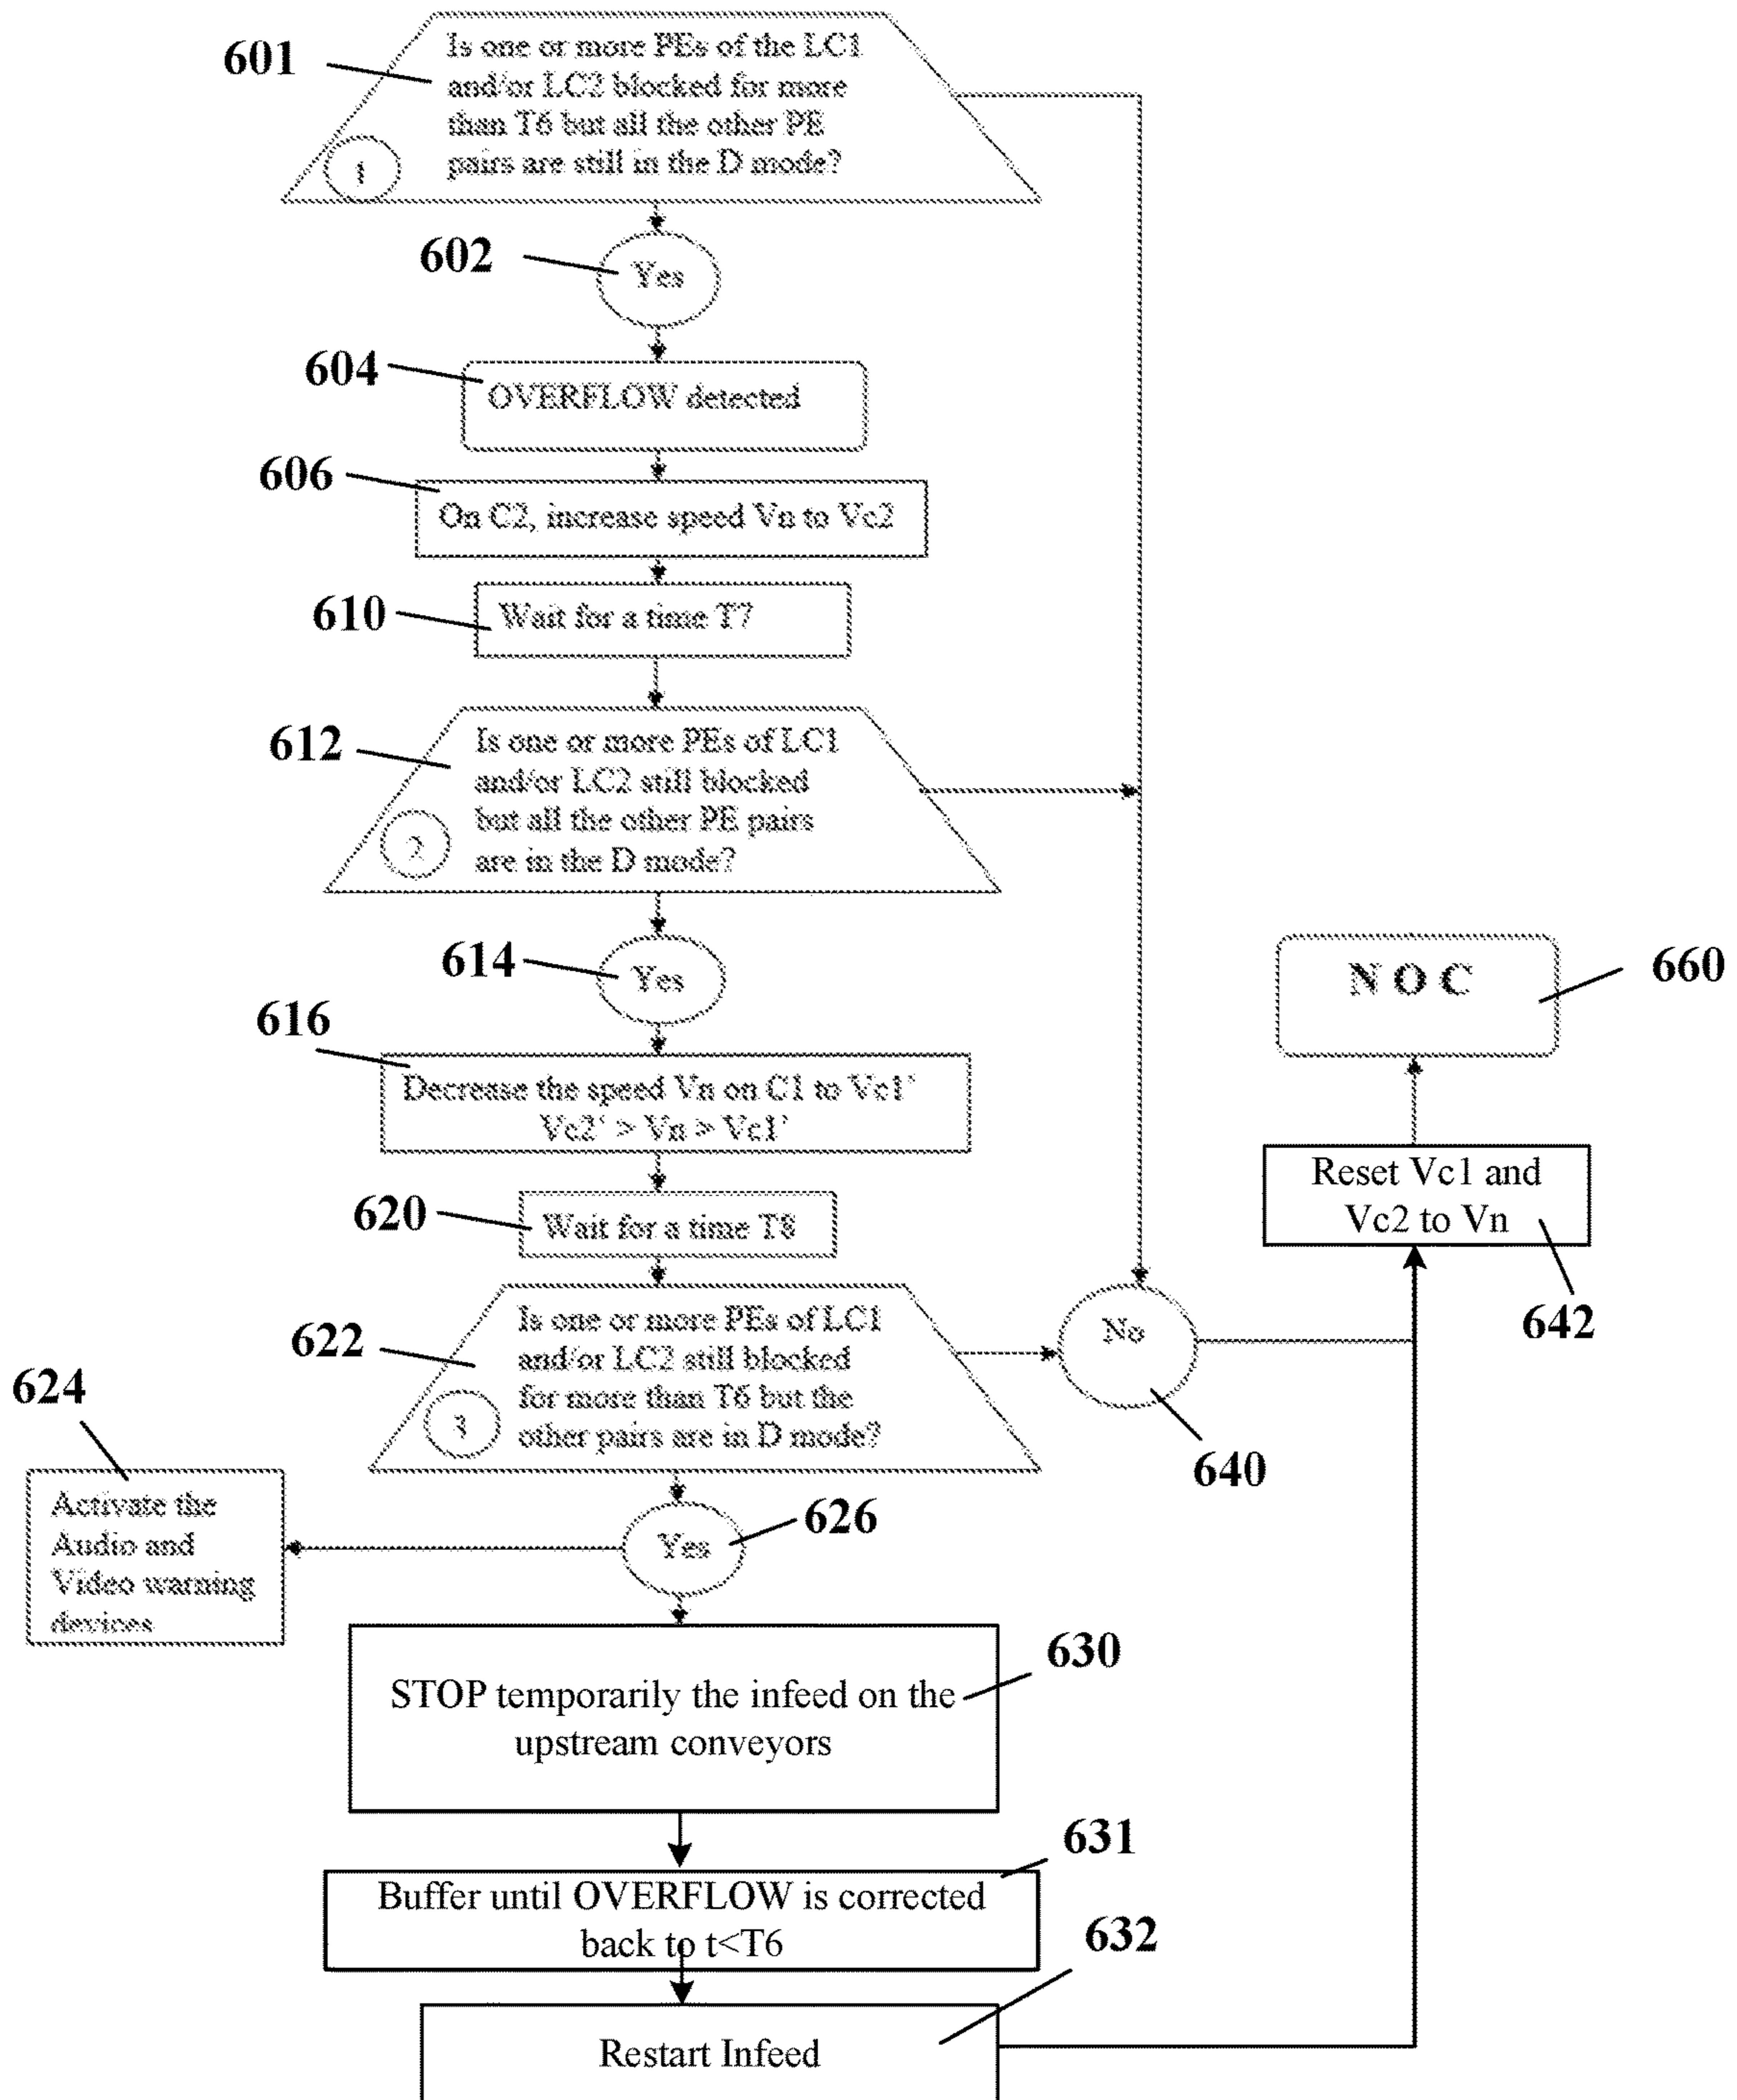 601
Is one or more PEs of the LC1
and/or LC2 blocked for more
than T6 but all the other PE
pairs are still in the D mode?
1
602
Yes
604
OVERFLOW detected
606
On C2, increase speed Vn to Vc2
610
Wait for a time T7
612
Is one or more PEs of LC1
and/or LC2 still blocked
but all the other PE pairs
are in the D mode?
2
614
Yes
616
Decrease the speed Vn on C1 to Vc1'
Vc2' > Vn > Vc1'
620
Wait for a time T8
622
Is one or more PEs of LC1
and/or LC2 still blocked
for more than T6 but the
other pairs are in D mode?
3
624
Activate the
Audio and
Video warning
devices
Yes
626
STOP temporarily the infeed on the
upstream conveyors
630
Buffer until OVERFLOW is corrected
back to t<T6
631
Restart Infeed
632
No
640
Reset Vc1 and
Vc2 to Vn
642
N O C
660